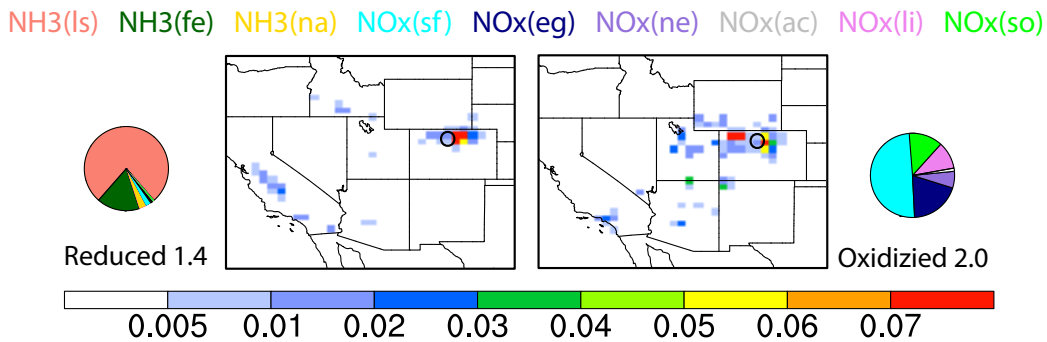 NH3(ls) NH3(fe) NH3(na) NOx(sf) NOx(eg) NOx(ne) NOx(ac) NOx(li) NOx(so)
Reduced 1.4
Oxidizied 2.0
0.005 0.01 0.02 0.03 0.04 0.05 0.06 0.07